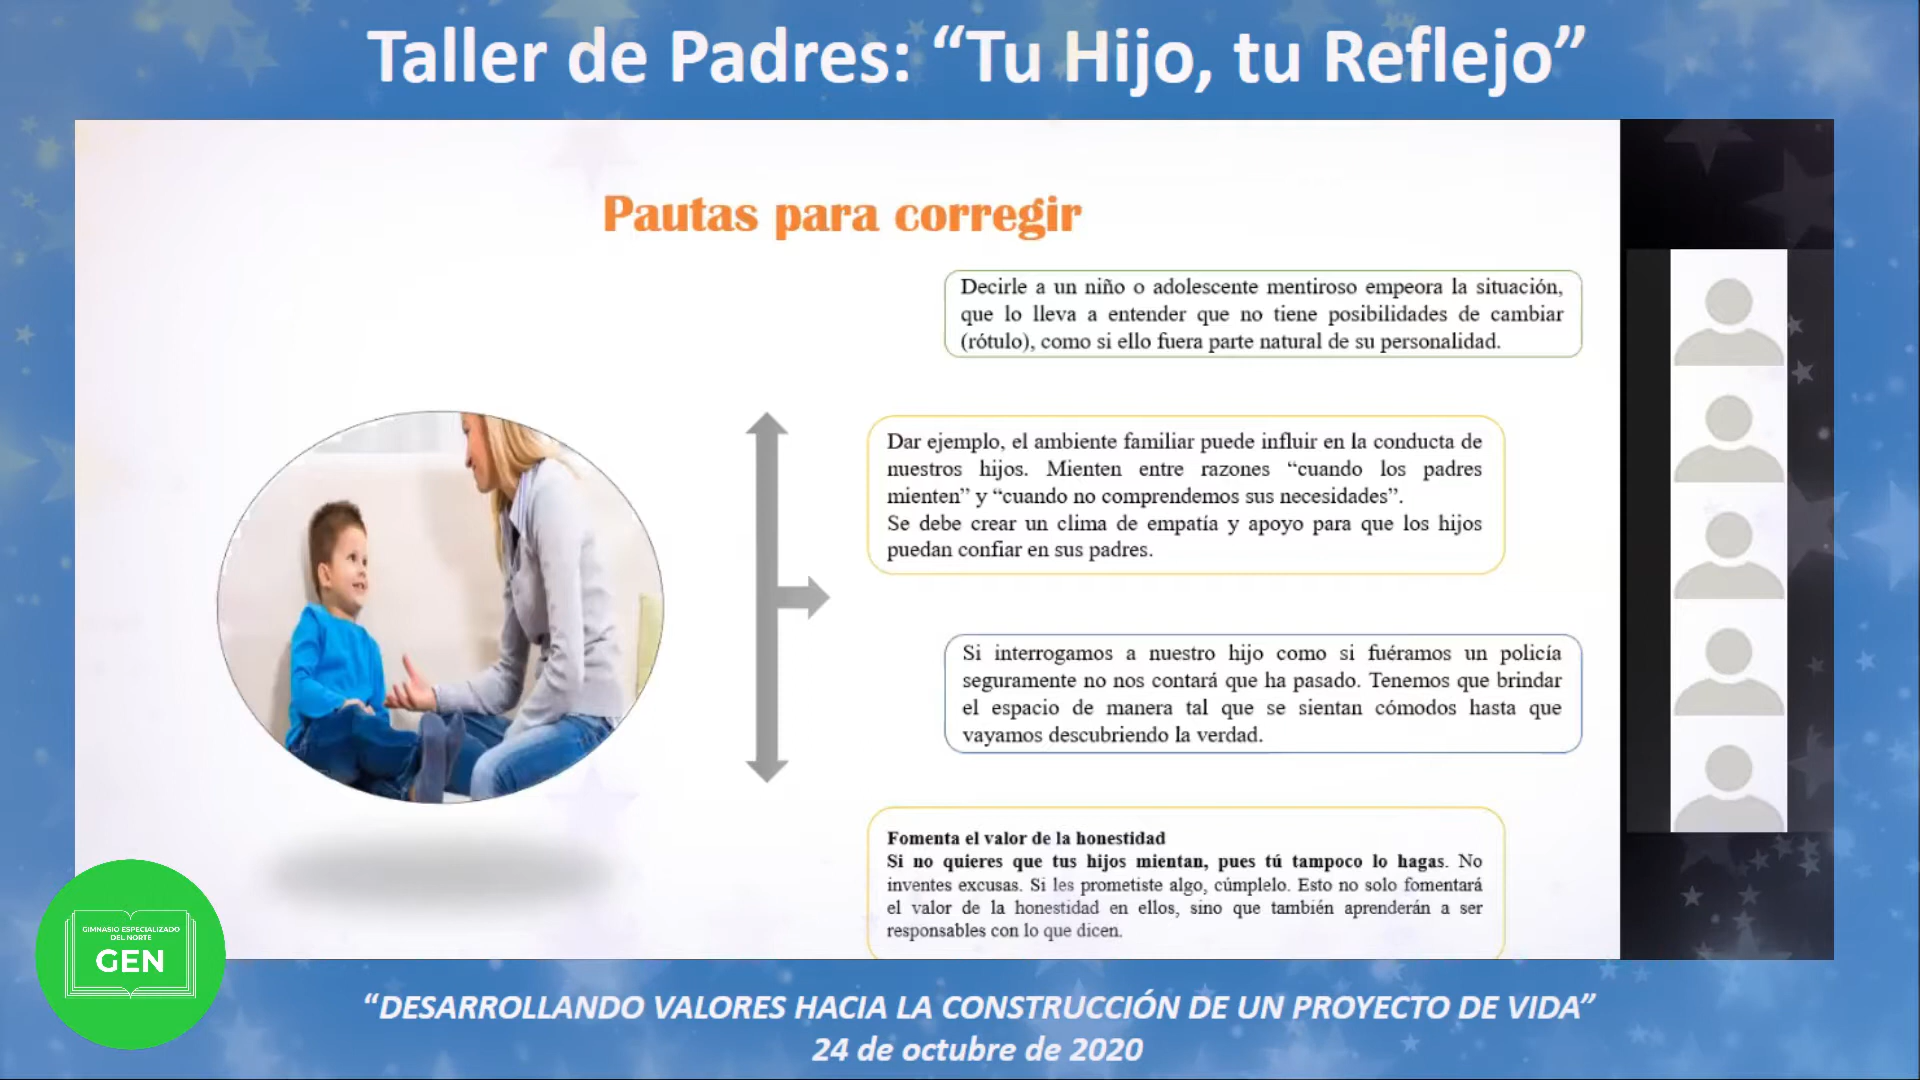 Taller de Padres: “Tu Hijo, tu Reflejo”
Pautas para corregir
Decirle a un niño o adolescente mentiroso empeora la situación,
que lo lleva a entender que no tiene posibilidades de cambiar
(rótulo), como si ello fuera parte natural de su personalidad.
Dar ejemplo, el ambiente familiar puede influir en la conducta de
nuestros hijos. Mienten entre razones “cuando los padres
mienten” y “cuando no comprendemos sus necesidades”.
Se debe crear un clima de empatía y apoyo para que los hijos
puedan confiar en sus padres.
Si interrogamos a nuestro hijo como si fuéramos un policía
seguramente no nos contará que ha pasado. Tenemos que brindar
el espacio de manera tal que se sientan cómodos hasta que
vayamos descubriendo la verdad.
Fomenta el valor de la honestidad
Si no quieres que tus hijos mientan, pues tú tampoco lo hagas. No
inventes excusas. Si les prometiste algo, cúmplelo. Esto no solo fomentará
el valor de la honestidad en ellos, sino que también aprenderán a ser
responsables con lo que dicen.
GIMNASIO ESPECIALIZADO
DEL NORTE
GEN
“DESARROLLANDO VALORES HACIA LA CONSTRUCCIÓN DE UN PROYECTO DE VIDA”
24 de octubre de 2020